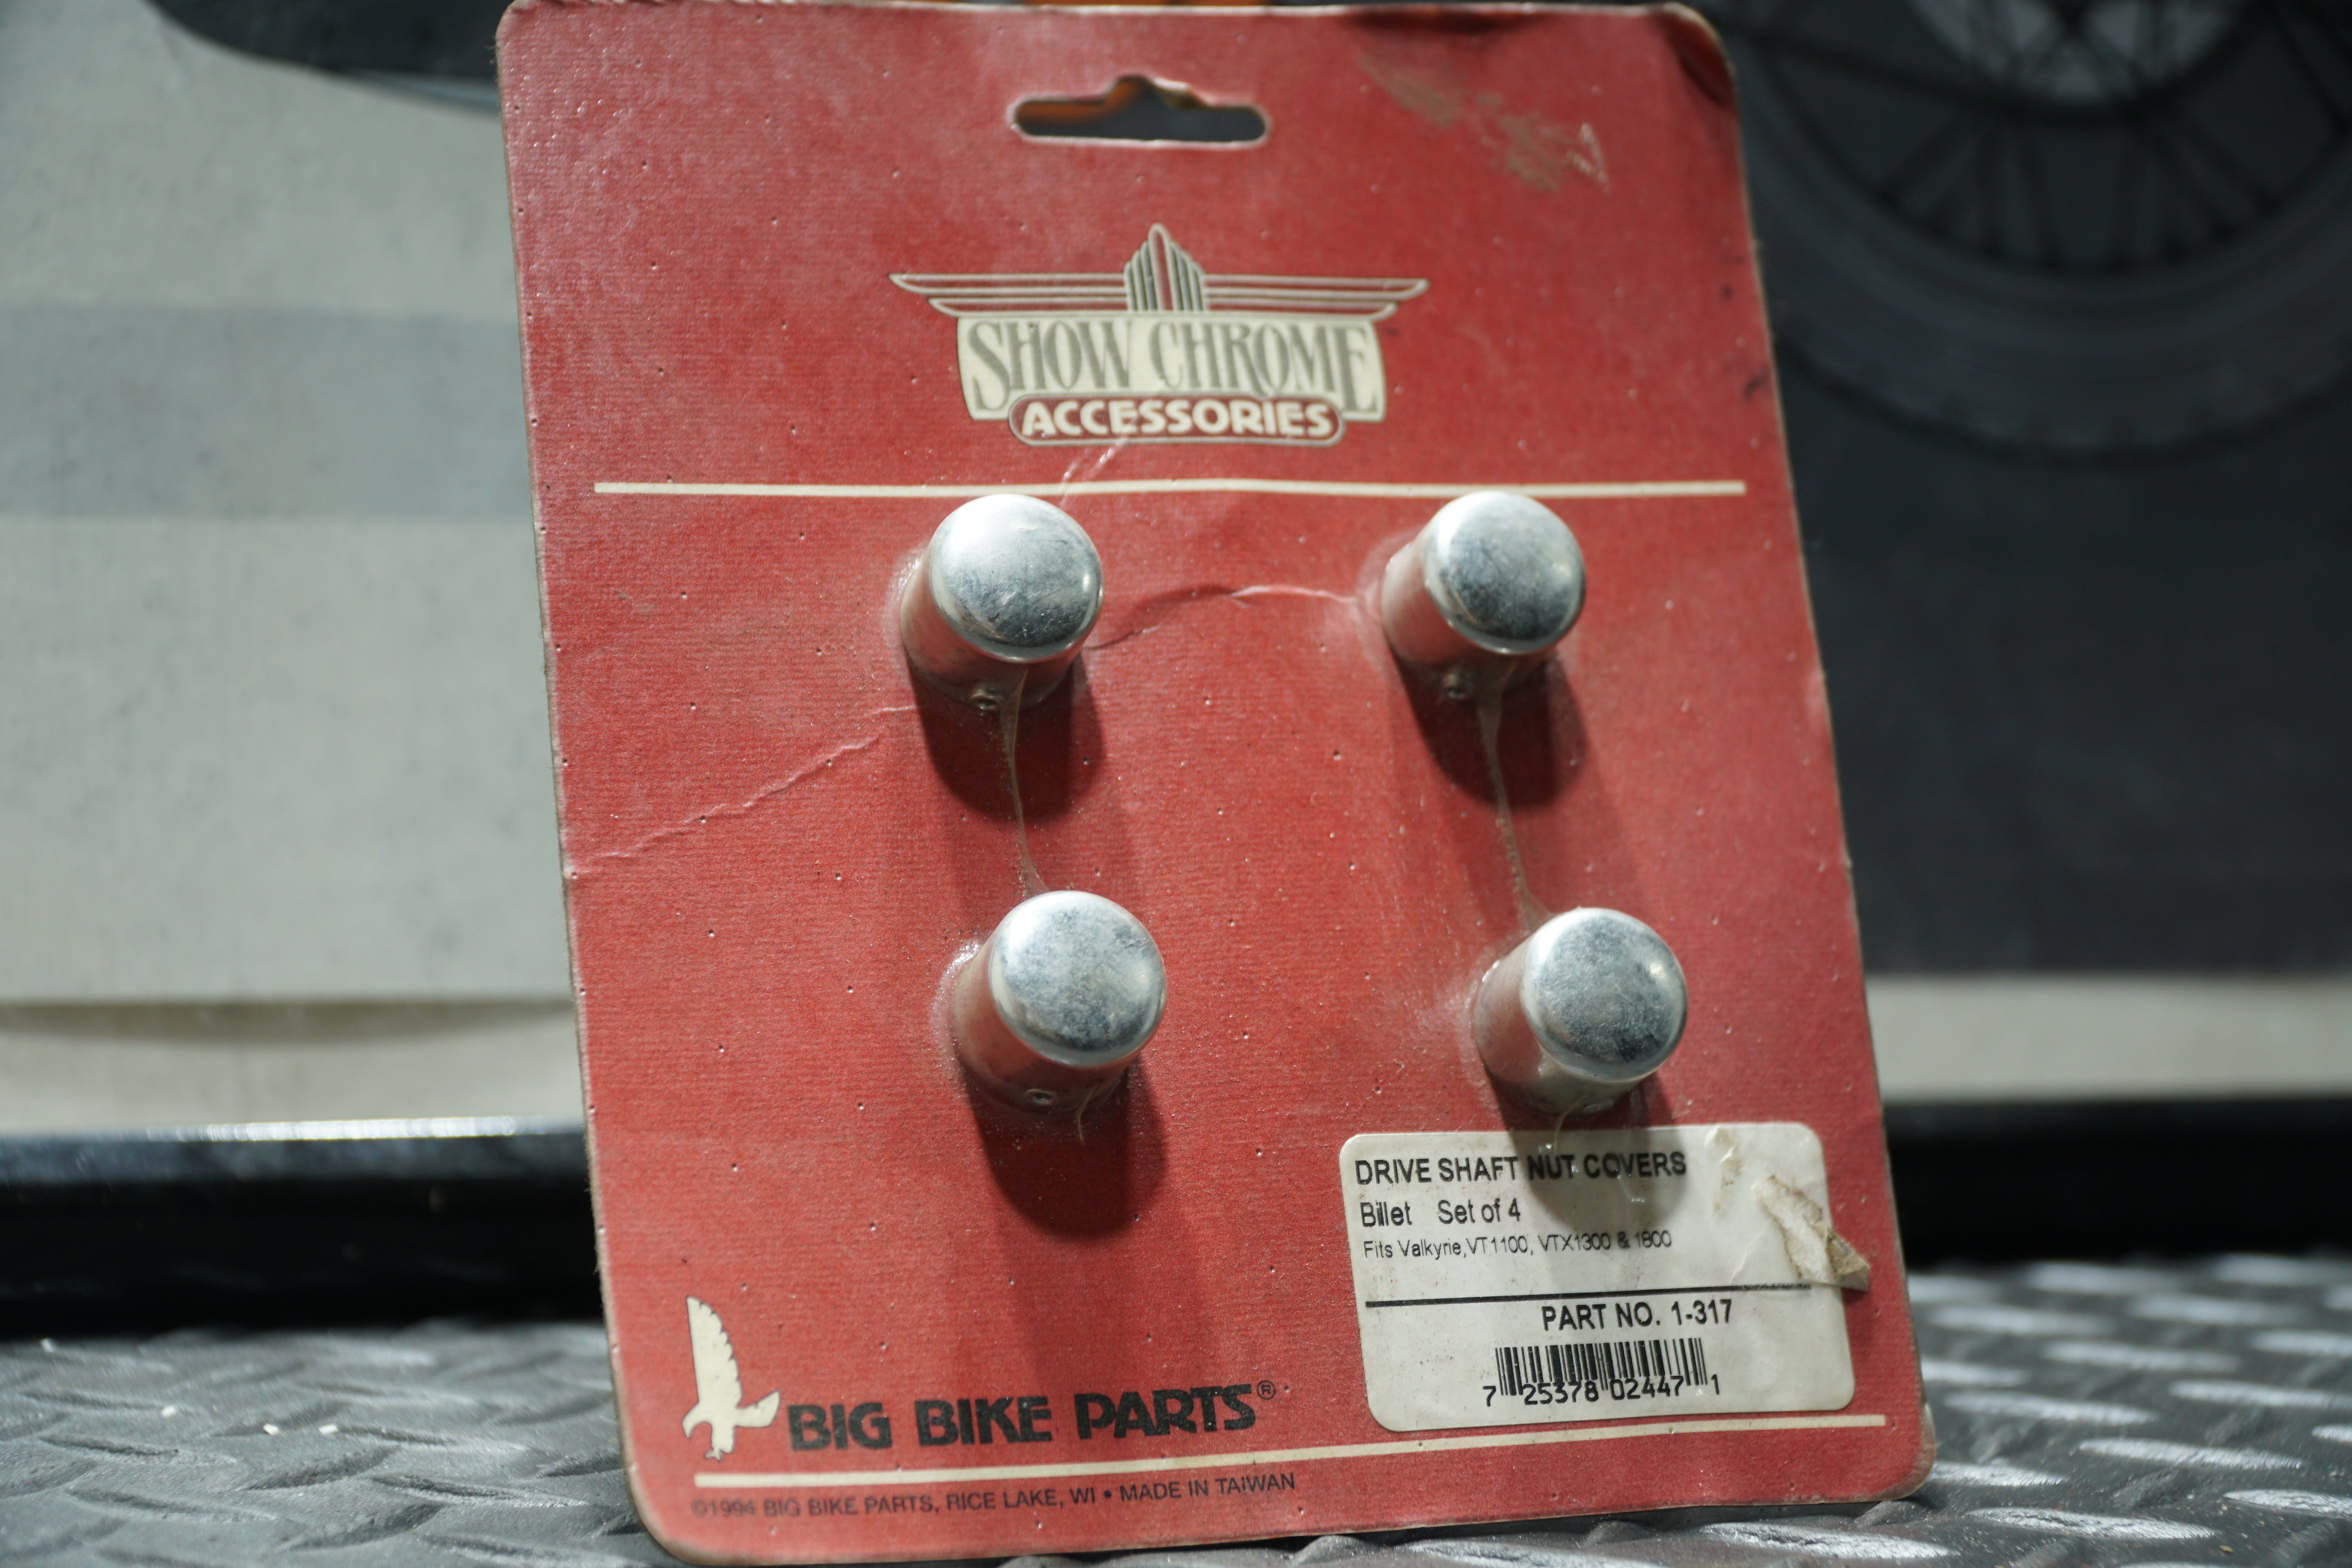 SHOW CHROME
ACCESSORIES
DRIVE SHAFT NUT COVERS
Billet Set of 4
Fits Valkyrie,VT1100, VTX1300 & 1800
PART NO. 1-317
7 25378 02447 1
BIG BIKE PARTS®
©1994 BIG BIKE PARTS, RICE LAKE, WI • MADE IN TAIWAN